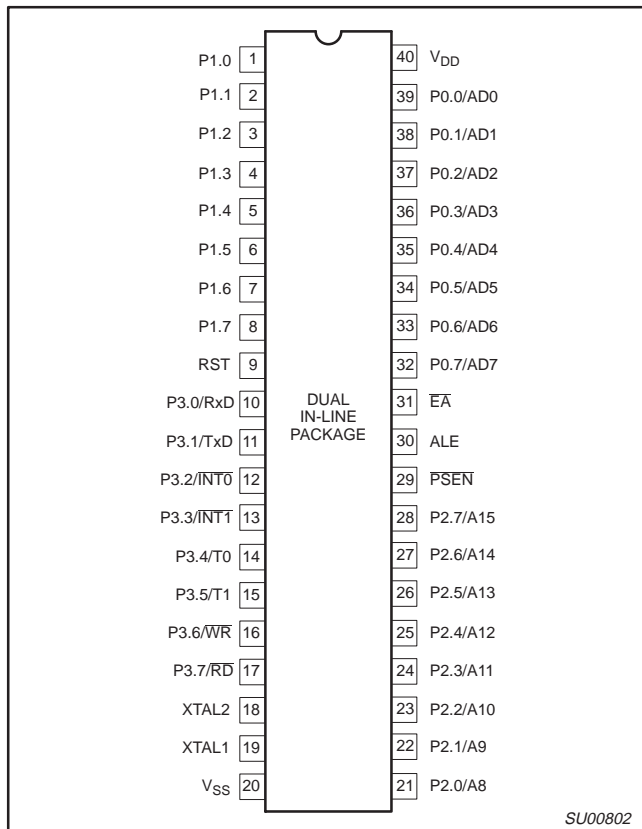 P1.0 1 40 VDD
P1.1 2 39 P0.0/AD0
P1.2 3 38 P0.1/AD1
P1.3 4 37 P0.2/AD2
P1.4 5 36 P0.3/AD3
P1.5 6 35 P0.4/AD4
P1.6 7 34 P0.5/AD5
P1.7 8 33 P0.6/AD6
RST 9 32 P0.7/AD7
P3.0/RxD 10 31 E̅A̅
DUAL
IN-LINE
PACKAGE
P3.1/TxD 11 30 ALE
P3.2/I̅N̅T̅0̅ 12 29 P̅S̅E̅N̅
P3.3/I̅N̅T̅1̅ 13 28 P2.7/A15
P3.4/T0 14 27 P2.6/A14
P3.5/T1 15 26 P2.5/A13
P3.6/W̅R̅ 16 25 P2.4/A12
P3.7/R̅D̅ 17 24 P2.3/A11
XTAL2 18 23 P2.2/A10
XTAL1 19 22 P2.1/A9
VSS 20 21 P2.0/A8
SU00802